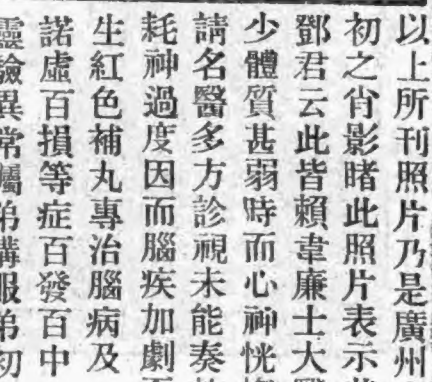 以上所刊照片乃是廣州
初之肖影睹此照片表示
鄧君云此皆賴韋廉士大
少體質甚弱時而心神恍
請名醫多方診視未能奏
耗神過度因而腦疾加劇
生紅色補丸專治腦病及
諾虛百損等症百發百中
靈驗異常屬弟購服弟初